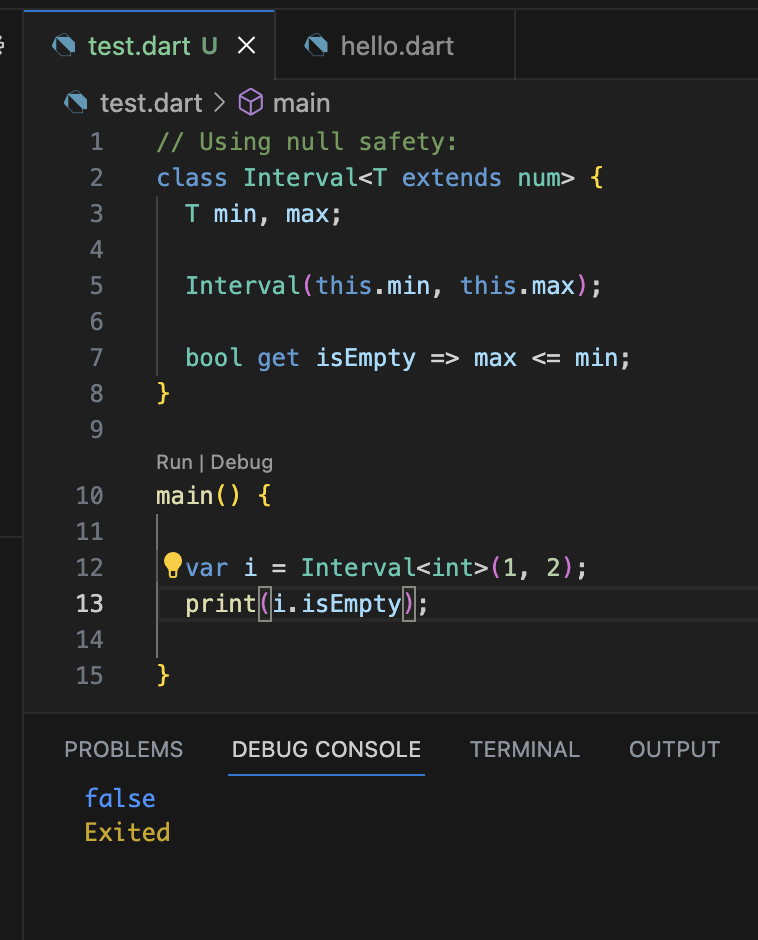 test.dart U
hello.dart
test.dart > main
1 // Using null safety:
2 class Interval<T extends num> {
3   T min, max;
4
5   Interval(this.min, this.max);
6
7   bool get isEmpty => max <= min;
8 }
9
Run | Debug
10 main() {
11
12   var i = Interval<int>(1, 2);
13   print(i.isEmpty);
14
15 }
PROBLEMS DEBUG CONSOLE TERMINAL OUTPUT
false
Exited